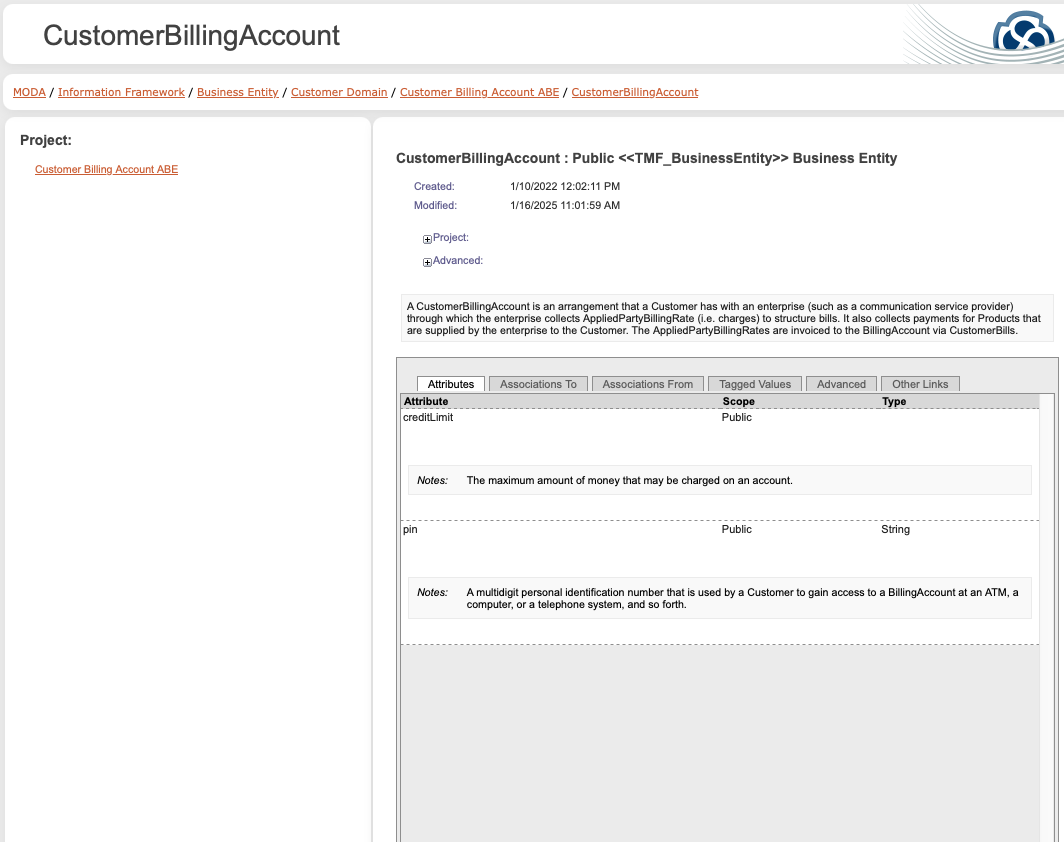 CustomerBillingAccount
MODA / Information Framework / Business Entity / Customer Domain / Customer Billing Account ABE / CustomerBillingAccount
Project:
Customer Billing Account ABE
CustomerBillingAccount : Public <<TMF_BusinessEntity>> Business Entity
Created: 1/10/2022 12:02:11 PM
Modified: 1/16/2025 11:01:59 AM
Project:
Advanced:
A CustomerBillingAccount is an arrangement that a Customer has with an enterprise (such as a communication service provider)
through which the enterprise collects AppliedPartyBillingRate (i.e. charges) to structure bills. It also collects payments for Products that
are supplied by the enterprise to the Customer. The AppliedPartyBillingRates are invoiced to the BillingAccount via CustomerBills.
Attributes Associations To Associations From Tagged Values Advanced Other Links
Attribute Scope Type
creditLimit Public
Notes: The maximum amount of money that may be charged on an account.
pin Public String
Notes: A multidigit personal identification number that is used by a Customer to gain access to a BillingAccount at an ATM, a
computer, or a telephone system, and so forth.